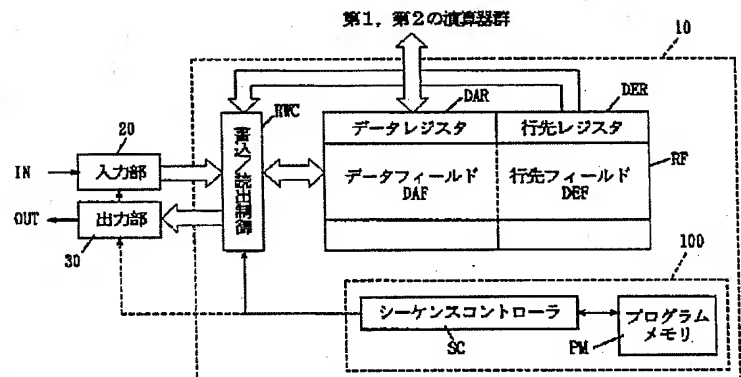 第1,第2の演算器群
10
DAR
DER
RWC
データレジスタ
行先レジスタ
20
IN
入力部
書込/読出制御
データフィールド
DAF
行先フィールド
DEF
RF
OUT
出力部
30
100
シーケンスコントローラ
SC
プログラム
メモリ
PM